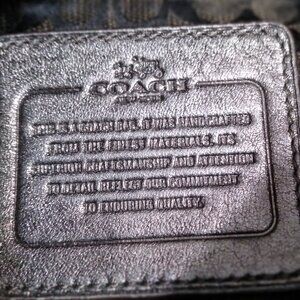 COACH
THIS IS A COACH BAG. IT WAS HANDCRAFTED
FROM THE FINEST MATERIALS. ITS
SUPERIOR CRAFTSMANSHIP AND ATTENTION
TO DETAIL REFLECT OUR COMMITMENT
TO ENDURING QUALITY.